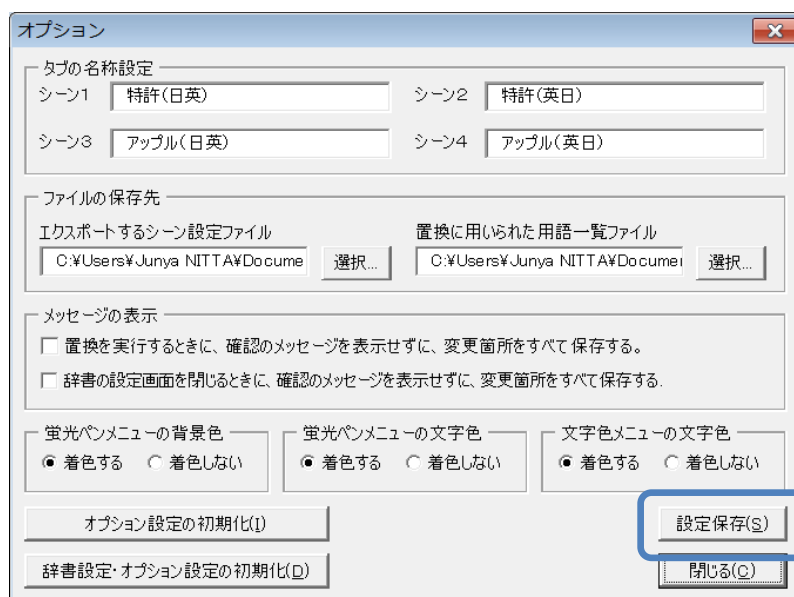 オプション
タブの名称設定
シーン1 特許(日英) シーン2 特許(英日)
シーン3 アップル(日英) シーン4 アップル(英日)
ファイルの保存先
エクスポートするシーン設定ファイル 置換に用いられた用語一覧ファイル
C:¥Users¥Junya NITTA¥Docume 選択... C:¥Users¥Junya NITTA¥Documei 選択...
メッセージの表示
置換を実行するときに、確認のメッセージを表示せずに、変更箇所をすべて保存する。
辞書の設定画面を閉じるときに、確認のメッセージを表示せずに、変更箇所をすべて保存する.
蛍光ペンメニューの背景色 蛍光ペンメニューの文字色 文字色メニューの文字色
着色する 着色しない 着色する 着色しない 着色する 着色しない
オプション設定の初期化(I) 設定保存(S)
辞書設定・オプション設定の初期化(D) 閉じる(C)